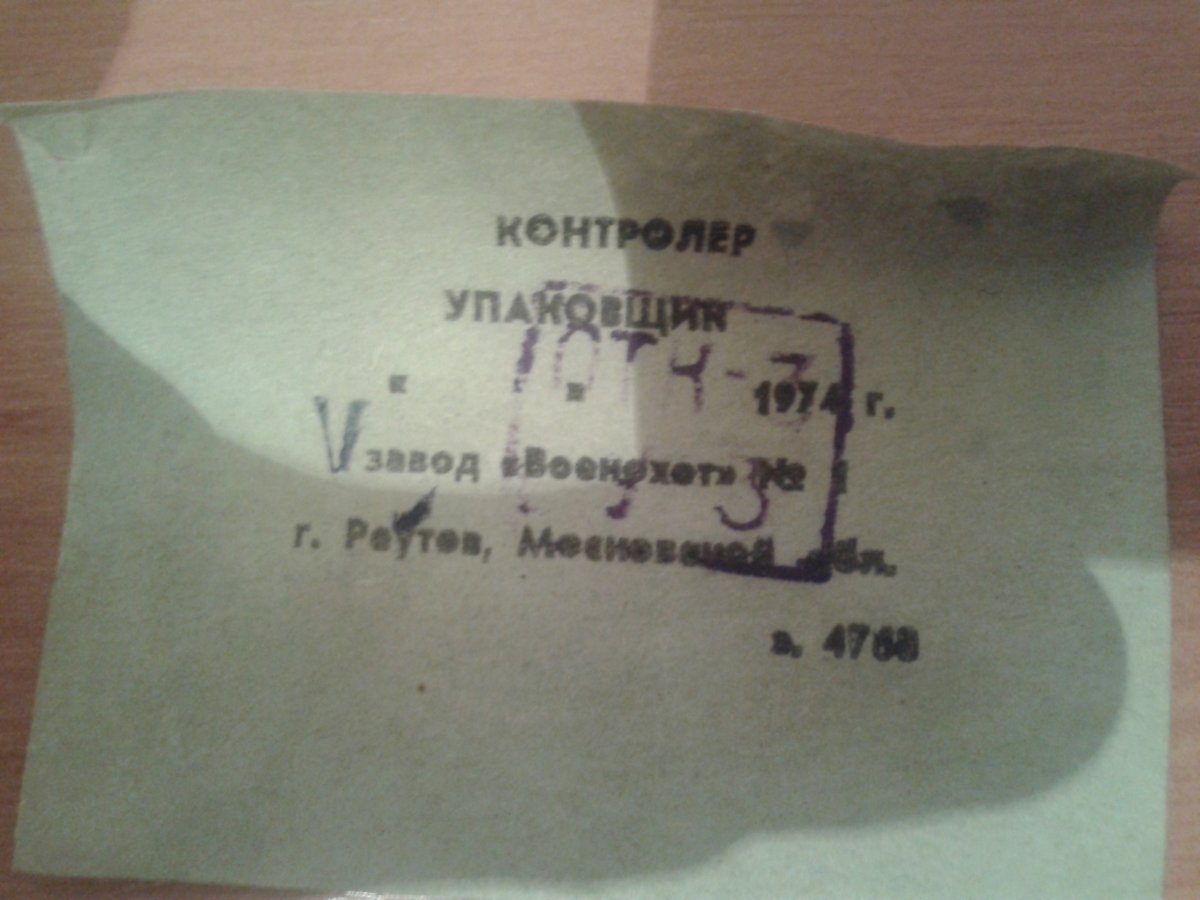 КОНТРОЛЕР
УПАКОВЩИК
« » 1974 г.
V завод «Военохот» № 1
г. Реутов, Московской обл.
з. 4768